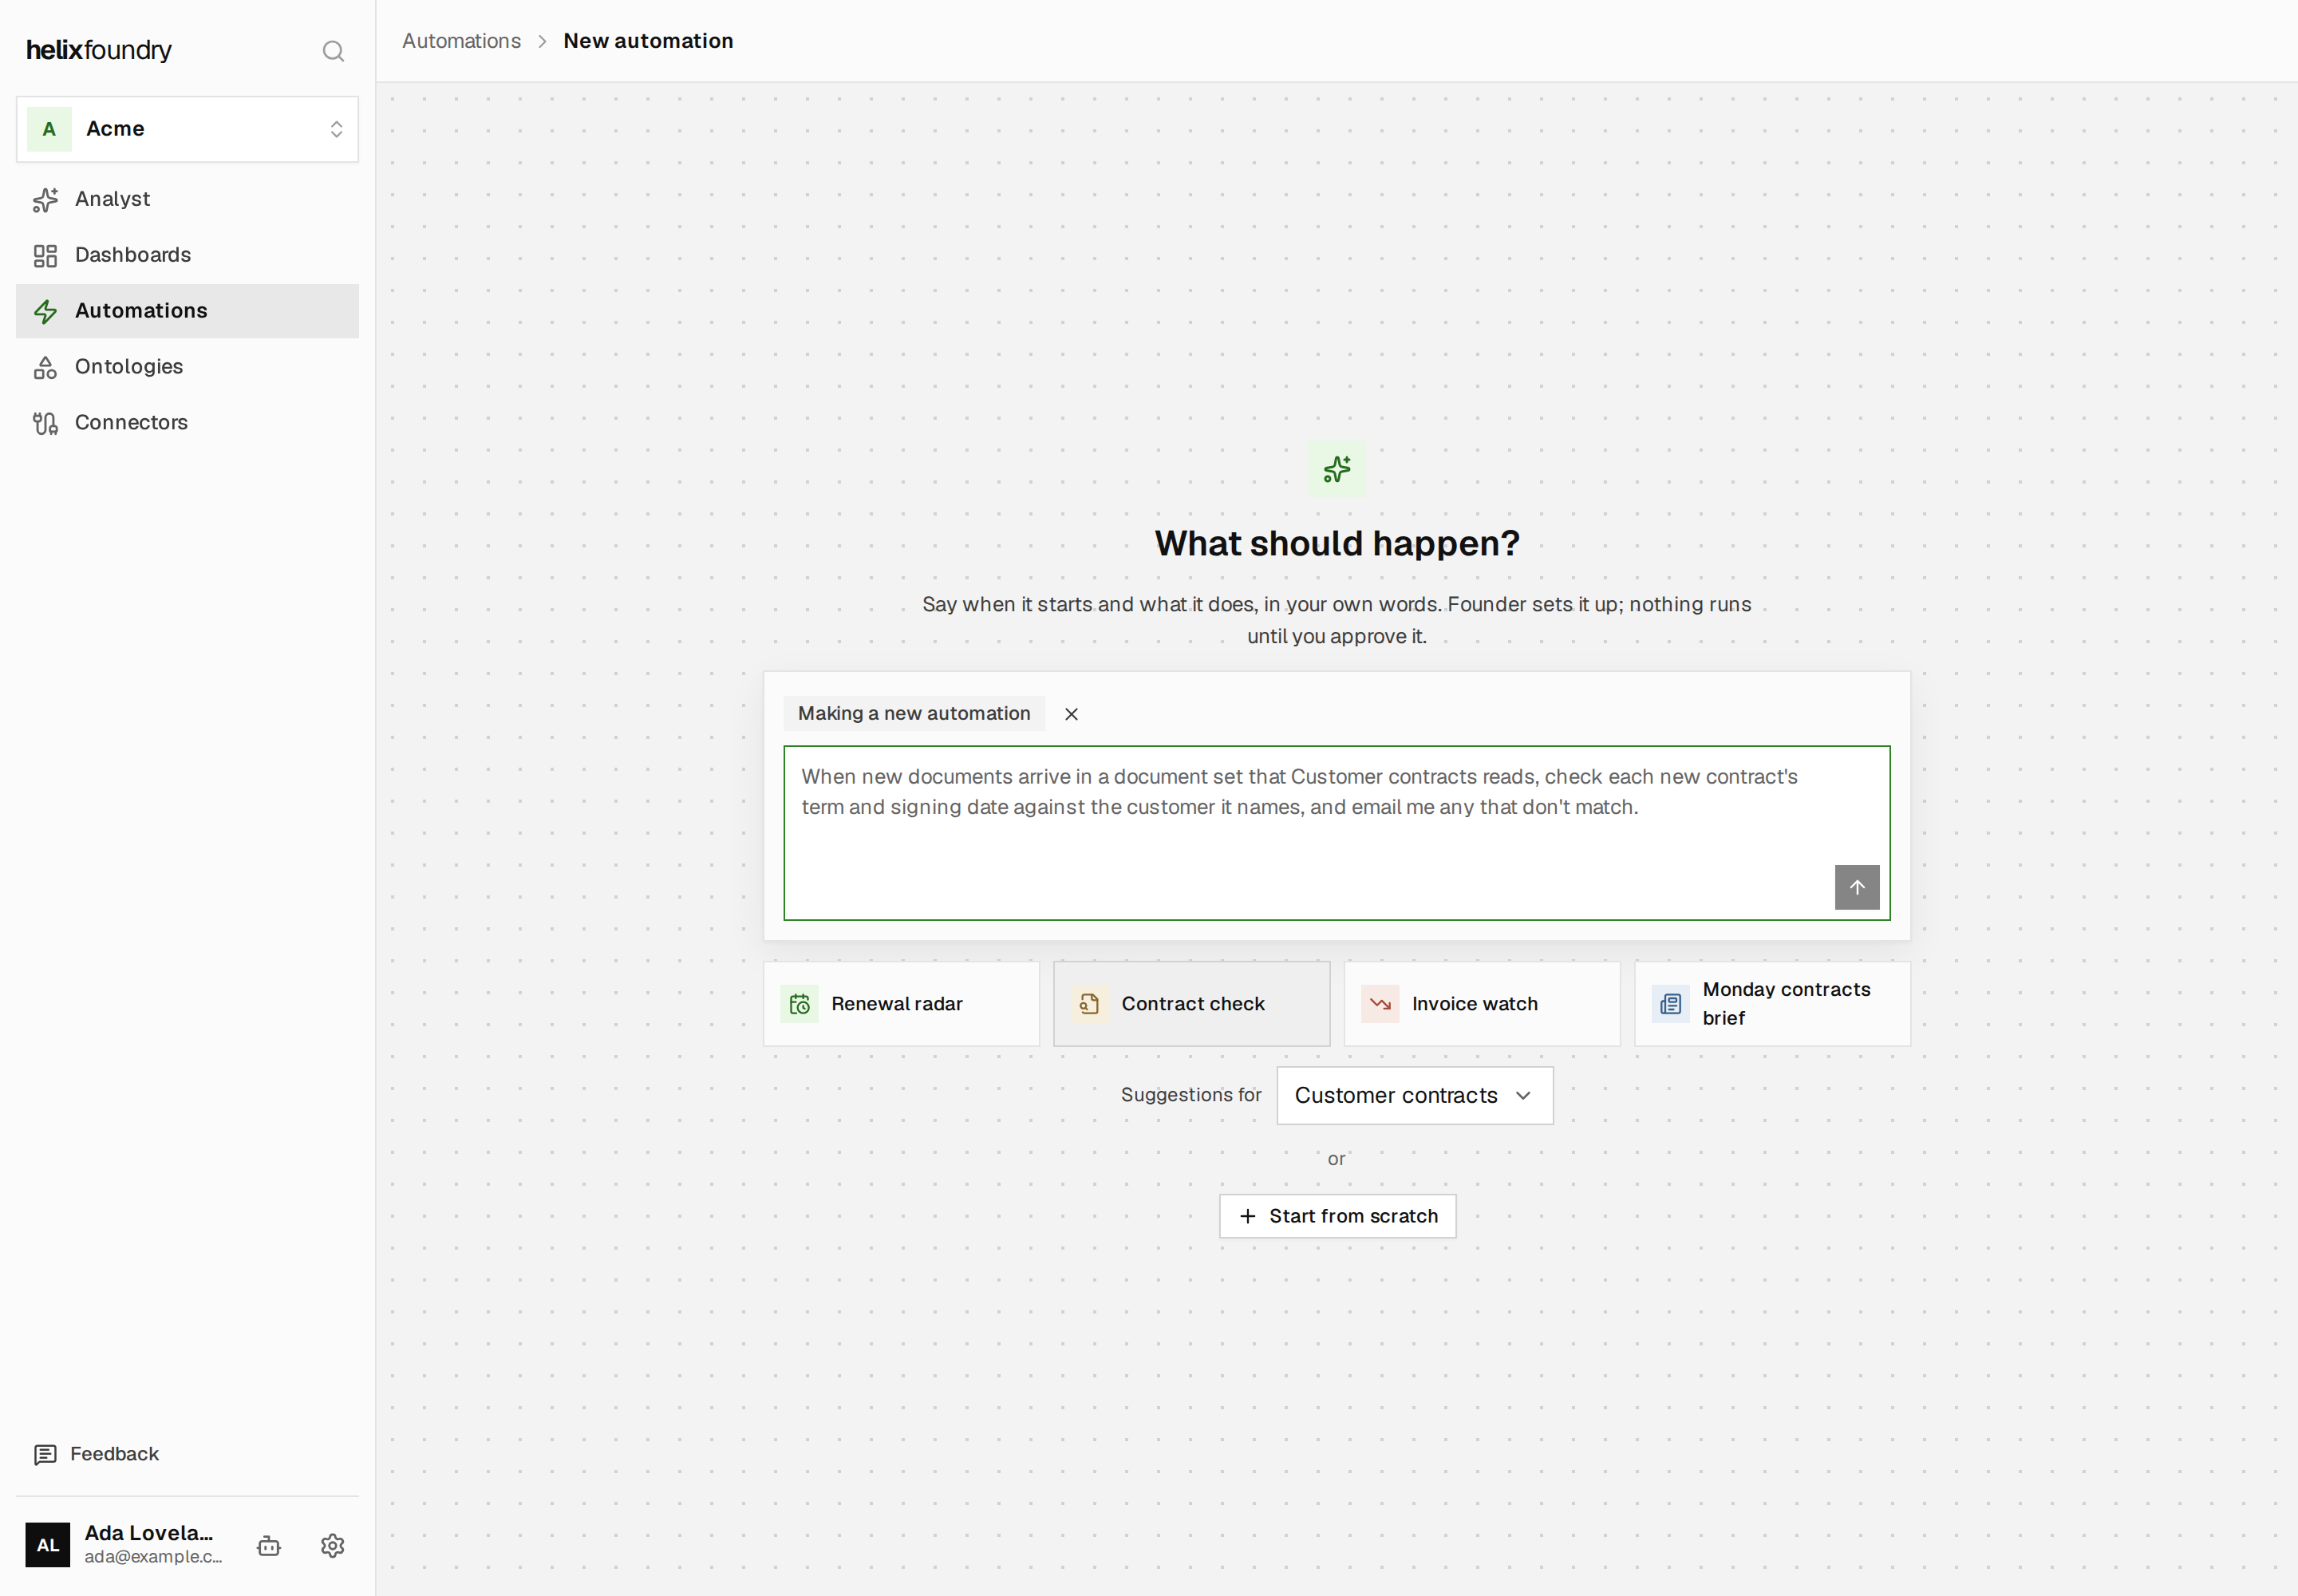 helixfoundry
A
Acme
Analyst
Dashboards
Automations
Ontologies
Connectors
Feedback
AL
Ada Lovela...
ada@example.c...
Automations > New automation
What should happen?
Say when it starts and what it does, in your own words. Founder sets it up; nothing runs
until you approve it.
Making a new automation
When new documents arrive in a document set that Customer contracts reads, check each new contract's
term and signing date against the customer it names, and email me any that don't match.
Renewal radar
Contract check
Invoice watch
Monday contracts
brief
Suggestions for
Customer contracts
or
Start from scratch